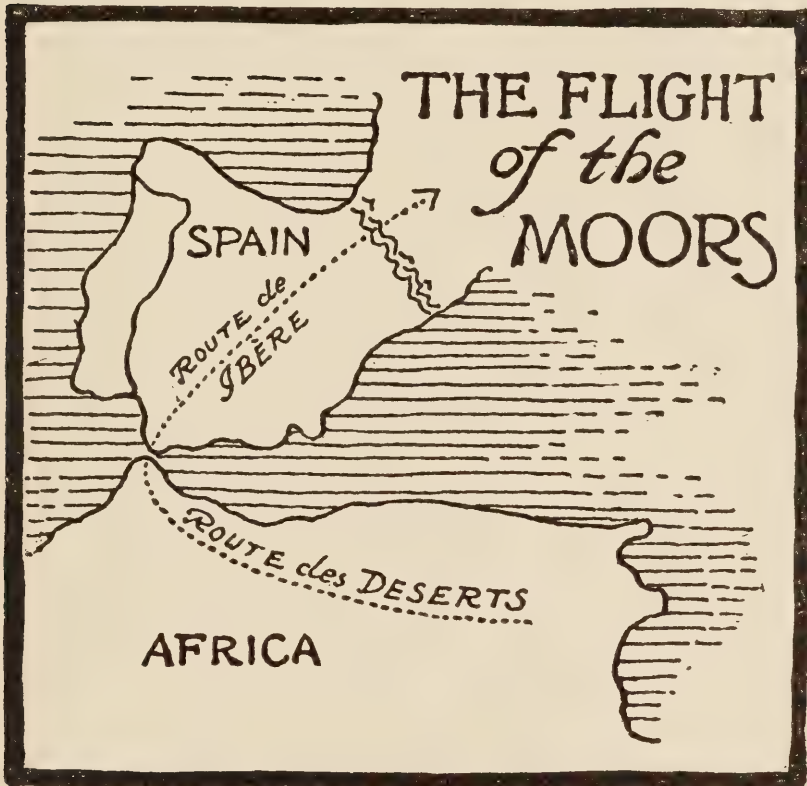 THE FLIGHT
of the
MOORS
SPAIN
ROUTE de
IBÈRE
ROUTE des DESERTS
AFRICA